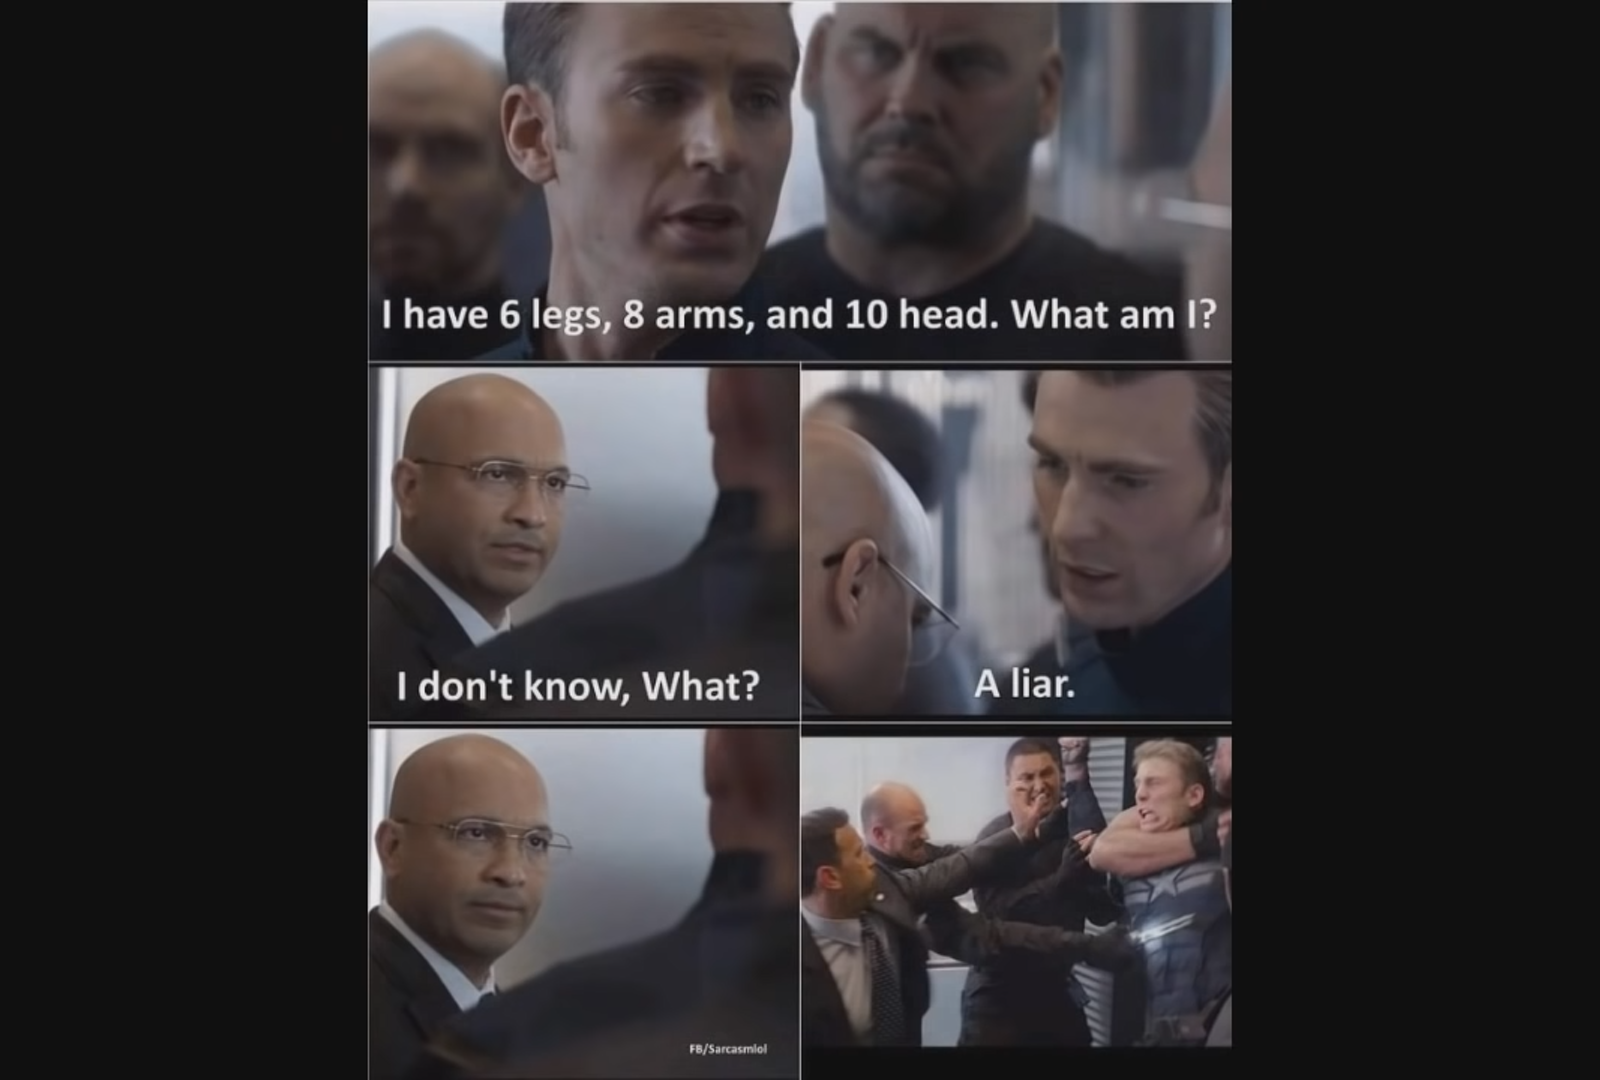 I have 6 legs, 8 arms, and 10 head. What am I?
I don't know, What?
A liar.
FB/Sarcasmlol